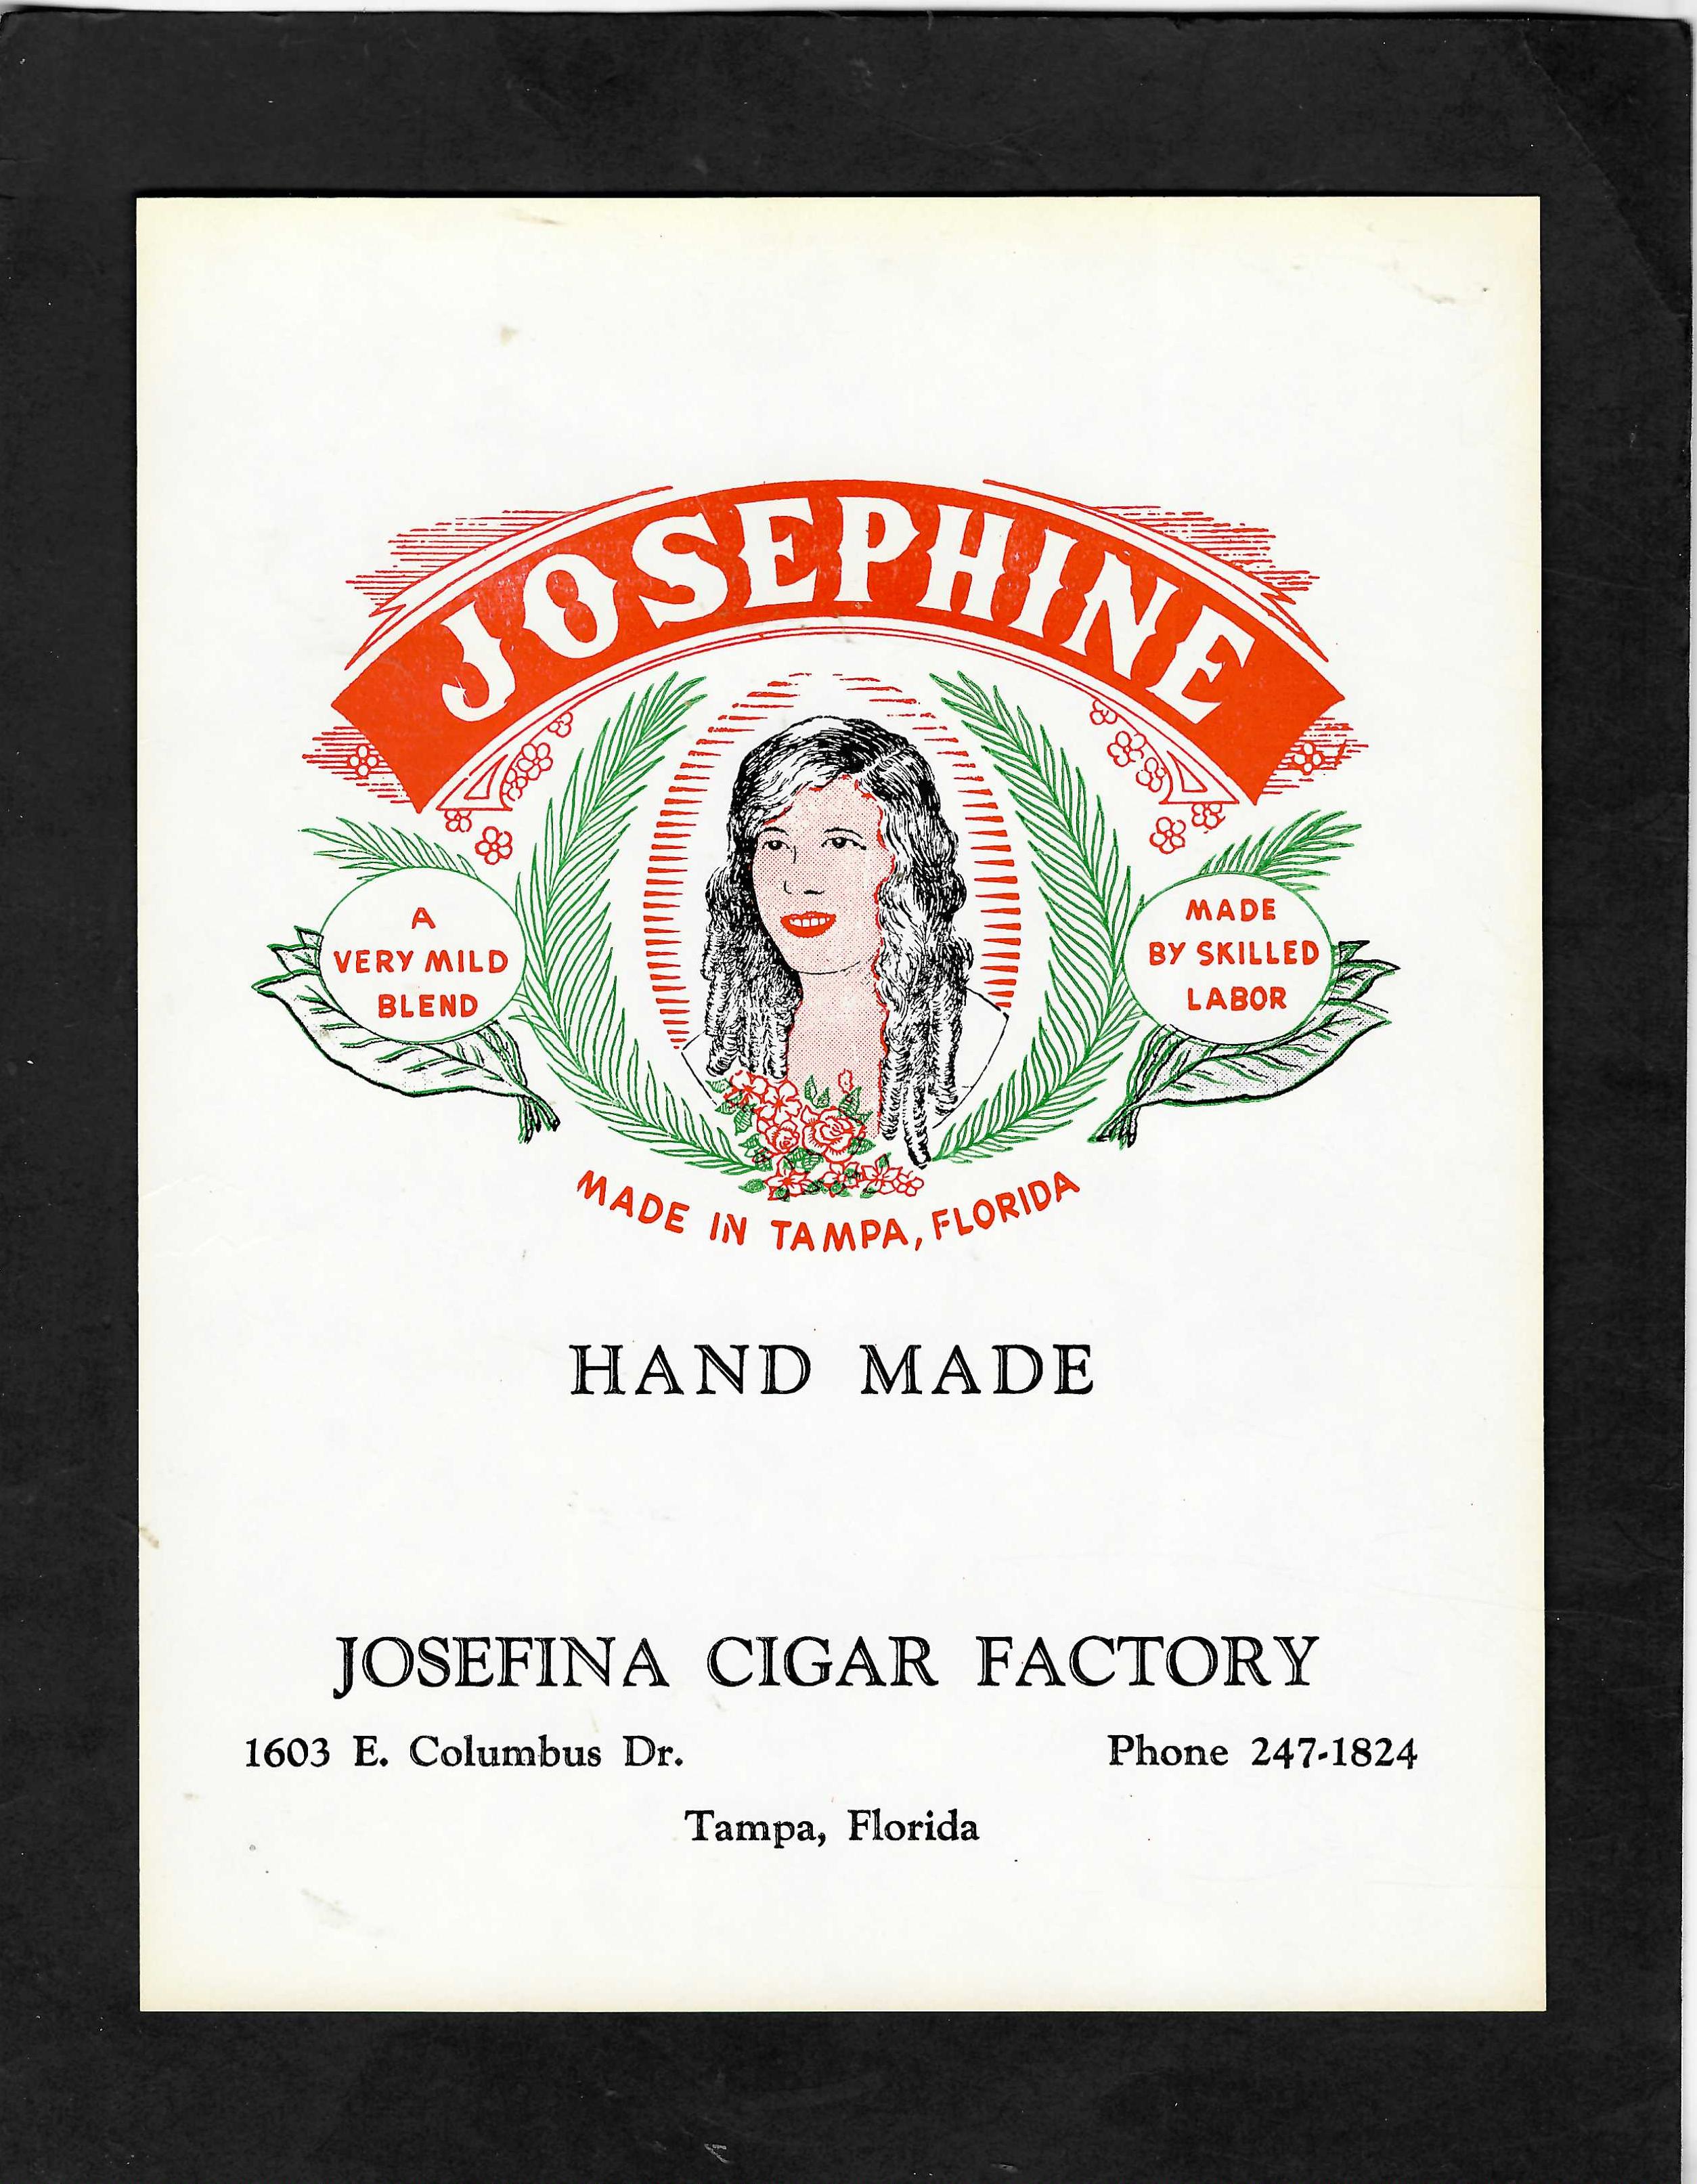 JOSEPHINE
A
VERY MILD
BLEND
MADE
BY SKILLED
LABOR
MADE IN TAMPA, FLORIDA
HAND MADE
JOSEFINA CIGAR FACTORY
1603 E. Columbus Dr.
Phone 247-1824
Tampa, Florida